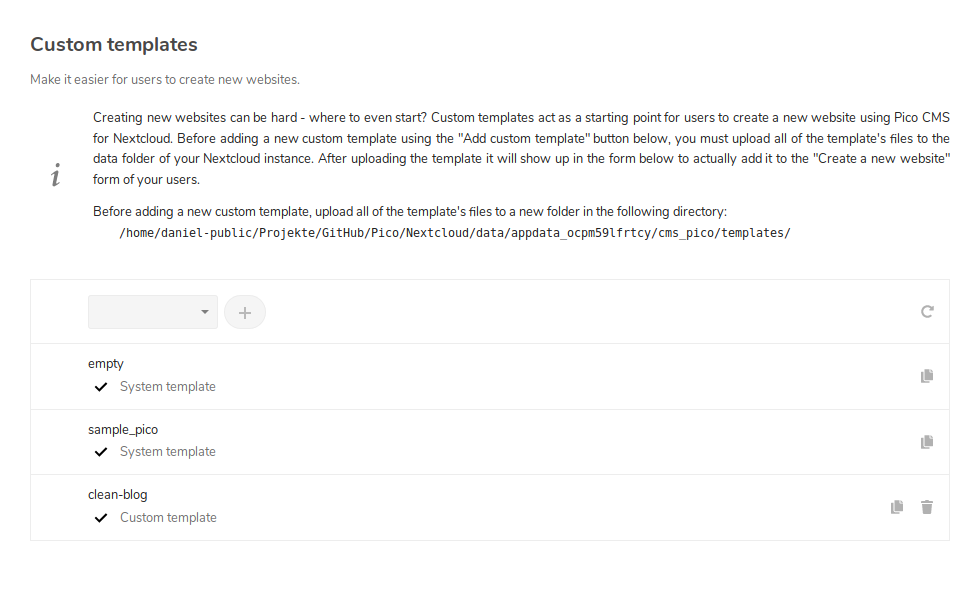 Custom templates
Make it easier for users to create new websites.
Creating new websites can be hard - where to even start? Custom templates act as a starting point for users to create a new website using Pico CMS
for Nextcloud. Before adding a new custom template using the "Add custom template" button below, you must upload all of the template's files to the
data folder of your Nextcloud instance. After uploading the template it will show up in the form below to actually add it to the "Create a new website"
form of your users.
Before adding a new custom template, upload all of the template's files to a new folder in the following directory:
/home/daniel-public/Projekte/GitHub/Pico/Nextcloud/data/appdata_ocpm59lfrtcy/cms_pico/templates/
empty
System template
sample_pico
System template
clean-blog
Custom template